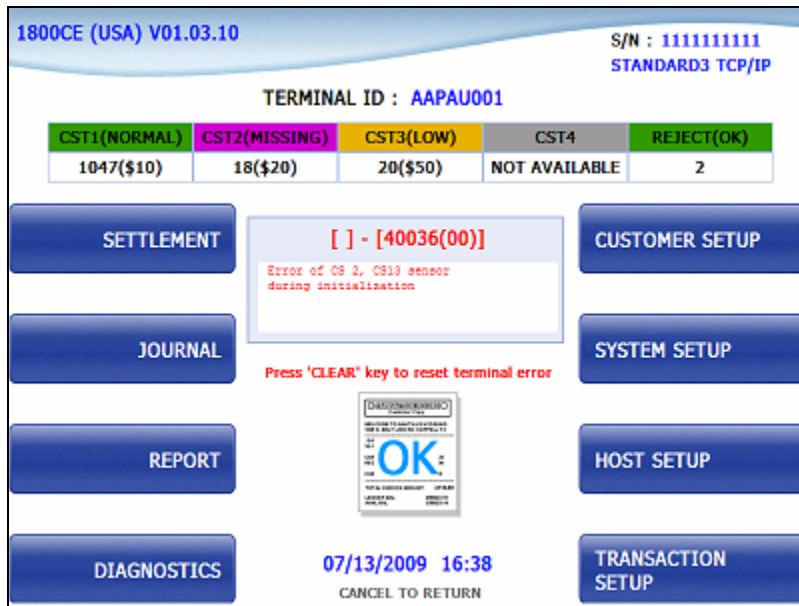 1800CE (USA) V01.03.10
S/N : 1111111111
STANDARD3 TCP/IP
TERMINAL ID : AAPAU001
CST1(NORMAL) CST2(MISSING) CST3(LOW) CST4 REJECT(OK)
1047($10) 18($20) 20($50) NOT AVAILABLE 2
SETTLEMENT
[ ] - [40036(00)]
CUSTOMER SETUP
Error of CS 2, CS13 sensor
during initialization
JOURNAL
SYSTEM SETUP
Press 'CLEAR' key to reset terminal error
OK
REPORT
HOST SETUP
DIAGNOSTICS
07/13/2009 16:38
CANCEL TO RETURN
TRANSACTION
SETUP